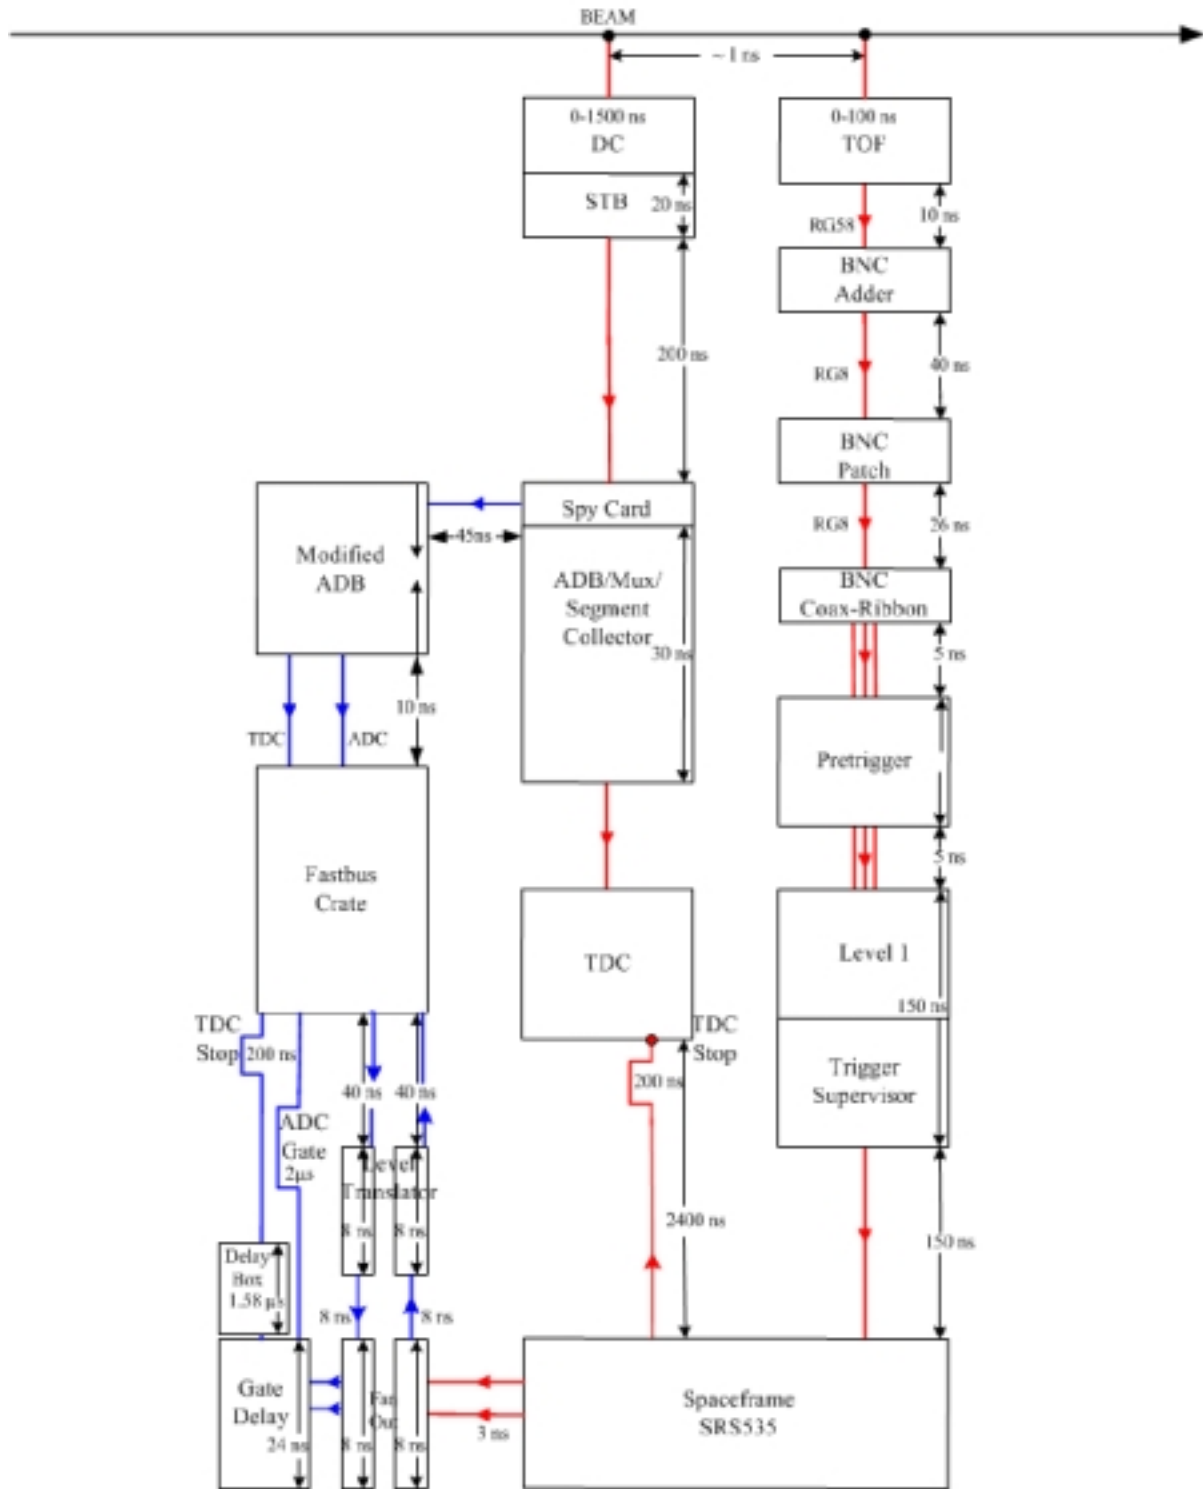 BEAM
~ 1 ns
0-1500 ns
DC
STB
20 ns
0-100 ns
TOF
RG58
10 ns
BNC
Adder
200 ns
RG8
40 ns
BNC
Patch
Spy Card
RG8
26 ns
45ns
Modified
ADB
ADB/Mux/
Segment
Collector
30 ns
BNC
Coax-Ribbon
5 ns
10 ns
TDC
ADC
Pretrigger
5 ns
Fastbus
Crate
TDC
Level 1
150 ns
TDC
Stop
200 ns
TDC
Stop
200 ns
Trigger
Supervisor
40 ns
40 ns
ADC
Gate
2µs
Level
Translator
8 ns
8 ns
2400 ns
150 ns
Delay
Box
1.58 µs
8 ns
8 ns
Gate
Delay
24 ns
Fan
Out
8 ns
8 ns
3 ns
Spaceframe
SRS535